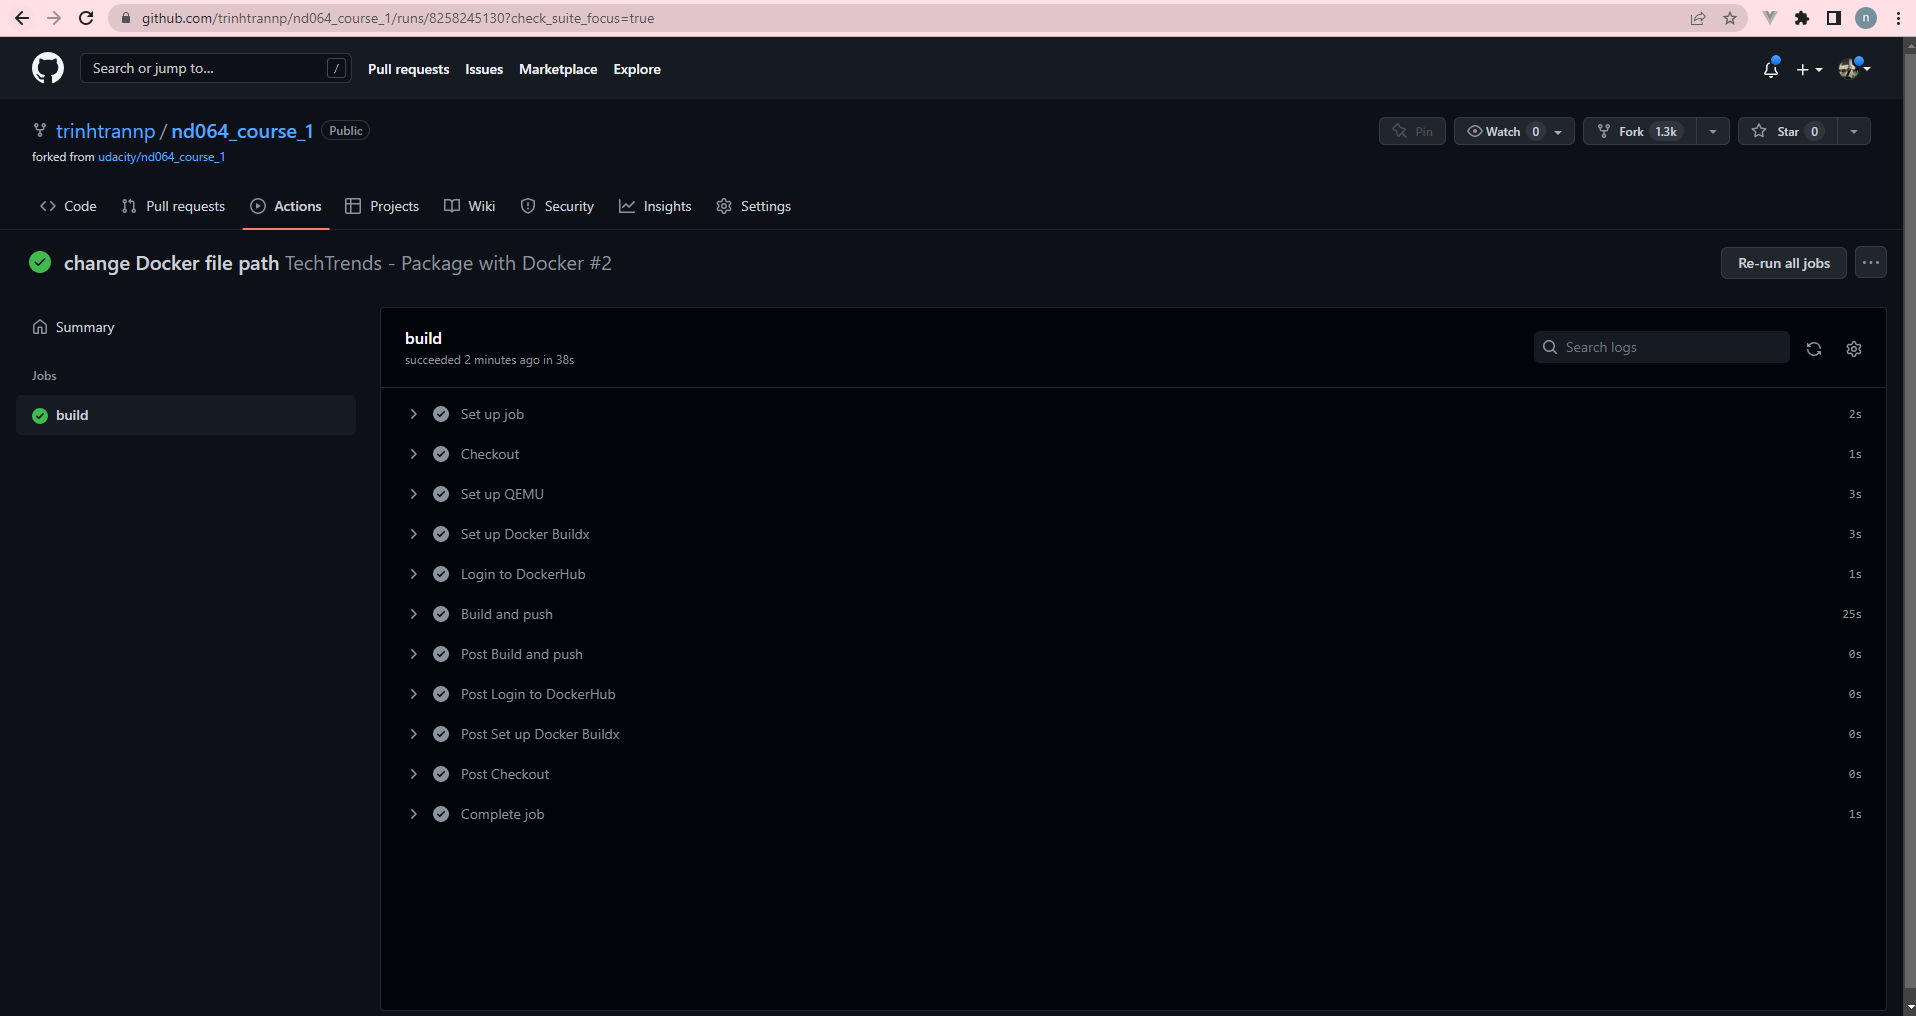 github.com/trinhtrannp/nd064_course_1/runs/8258245130?check_suite_focus=true
n
Search or jump to... /
Pull requests Issues Marketplace Explore
trinhtrannp / nd064_course_1 Public
Pin Watch 0 Fork 1.3k Star 0
forked from udacity/nd064_course_1
Code Pull requests Actions Projects Wiki Security Insights Settings
change Docker file path TechTrends - Package with Docker #2
Re-run all jobs
Summary
Jobs
build
build
succeeded 2 minutes ago in 38s
Search logs
Set up job 2s
Checkout 1s
Set up QEMU 3s
Set up Docker Buildx 3s
Login to DockerHub 1s
Build and push 25s
Post Build and push 0s
Post Login to DockerHub 0s
Post Set up Docker Buildx 0s
Post Checkout 0s
Complete job 1s